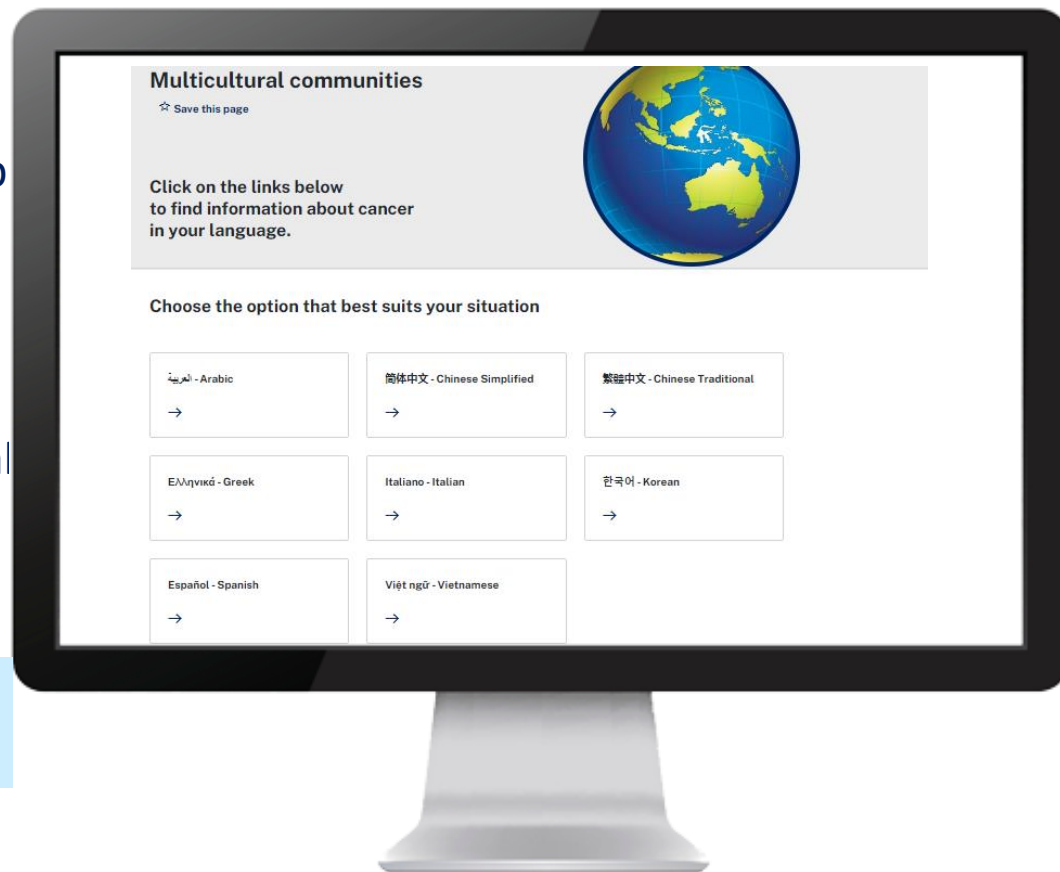 Multicultural communities
Save this page
Click on the links below
to find information about cancer
in your language.
Choose the option that best suits your situation
العربية - Arabic
简体中文 - Chinese Simplified
繁體中文 - Chinese Traditional
Ελληνικά - Greek
Italiano - Italian
한국어 - Korean
Español - Spanish
Việt ngữ - Vietnamese